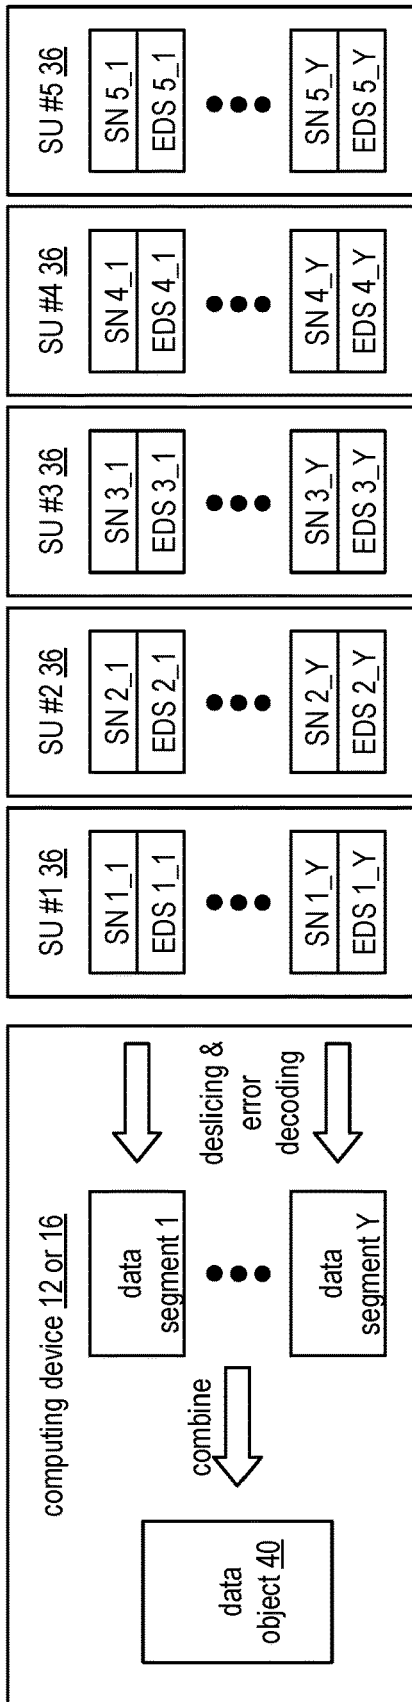 computing device 12 or 16
data
object 40
combine
data
segment 1
data
segment Y
deslicing &
error
decoding
SU #1 36
SN 1_1
EDS 1_1
SN 1_Y
EDS 1_Y
SU #2 36
SN 2_1
EDS 2_1
SN 2_Y
EDS 2_Y
SU #3 36
SN 3_1
EDS 3_1
SN 3_Y
EDS 3_Y
SU #4 36
SN 4_1
EDS 4_1
SN 4_Y
EDS 4_Y
SU #5 36
SN 5_1
EDS 5_1
SN 5_Y
EDS 5_Y